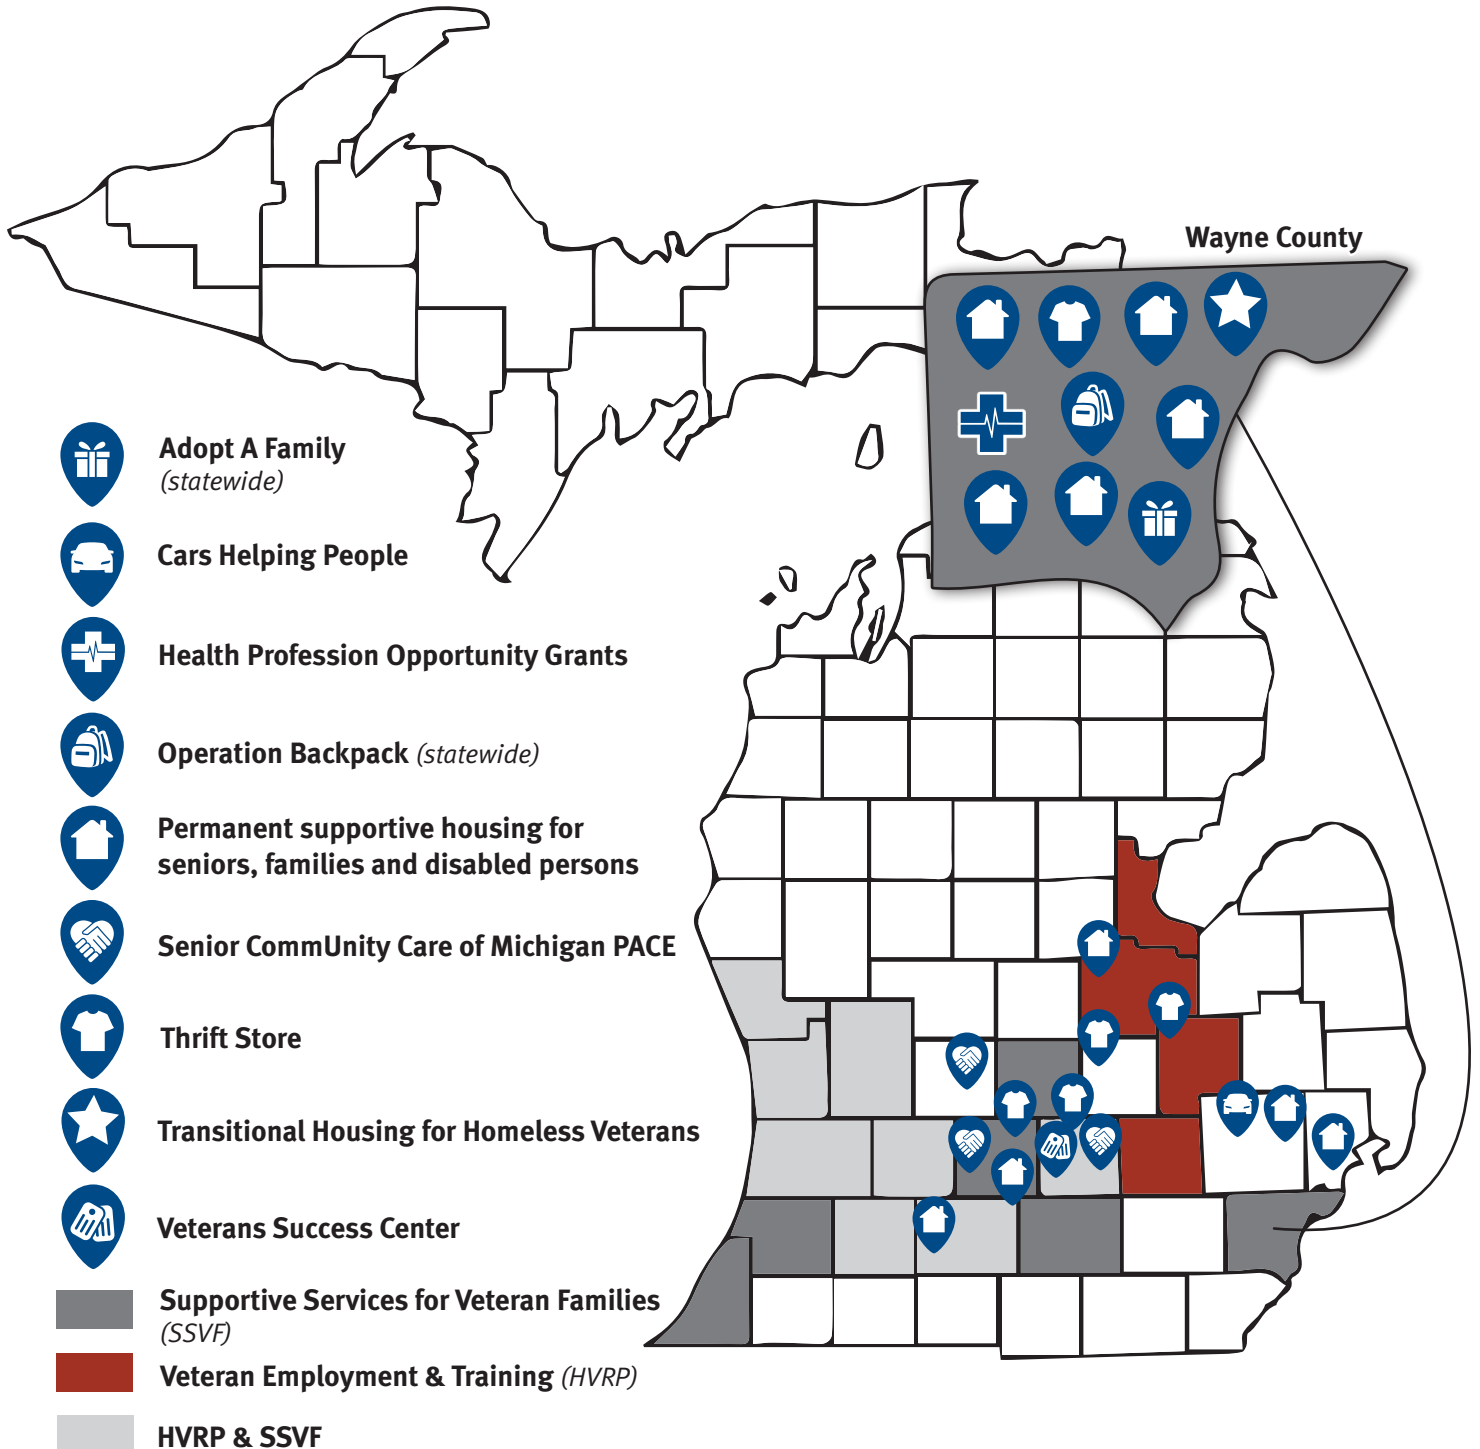 Wayne County
Adopt A Family
(statewide)
Cars Helping People
Health Profession Opportunity Grants
Operation Backpack (statewide)
Permanent supportive housing for
seniors, families and disabled persons
Senior CommUnity Care of Michigan PACE
Thrift Store
Transitional Housing for Homeless Veterans
Veterans Success Center
Supportive Services for Veteran Families
(SSVF)
Veteran Employment & Training (HVRP)
HVRP & SSVF